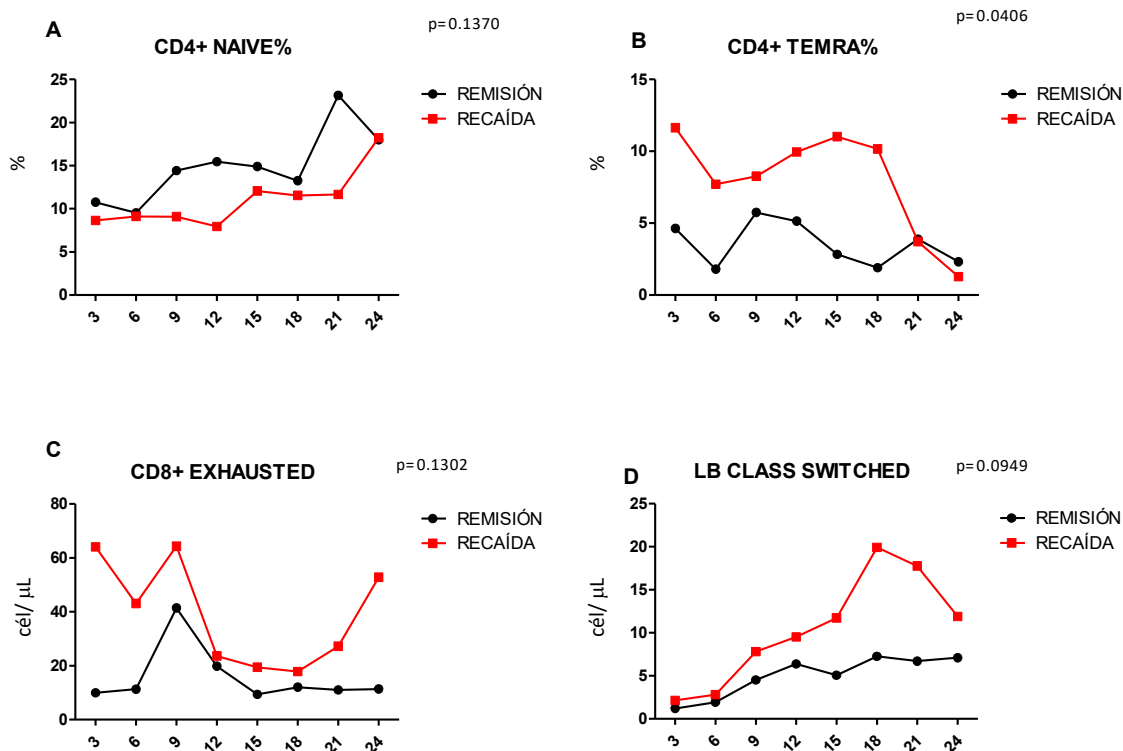 A
p=0.1370
CD4+ NAIVE%
25
20
15
10
5
0
%
3 6 9 12 15 18 21 24
REMISIÓN
RECAÍDA
B
p=0.0406
CD4+ TEMRA%
15
10
5
0
%
3 6 9 12 15 18 21 24
REMISIÓN
RECAÍDA
C
p=0.1302
CD8+ EXHAUSTED
80
60
40
20
0
cél/ µL
3 6 9 12 15 18 21 24
REMISIÓN
RECAÍDA
D
p=0.0949
LB CLASS SWITCHED
25
20
15
10
5
0
cél/ µL
3 6 9 12 15 18 21 24
REMISIÓN
RECAÍDA